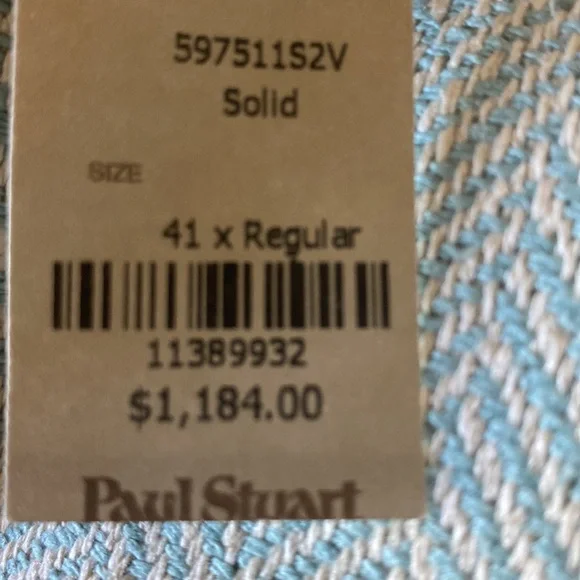 597511S2V
Solid
SIZE
41 x Regular
11389932
$1,184.00
Paul Stuart